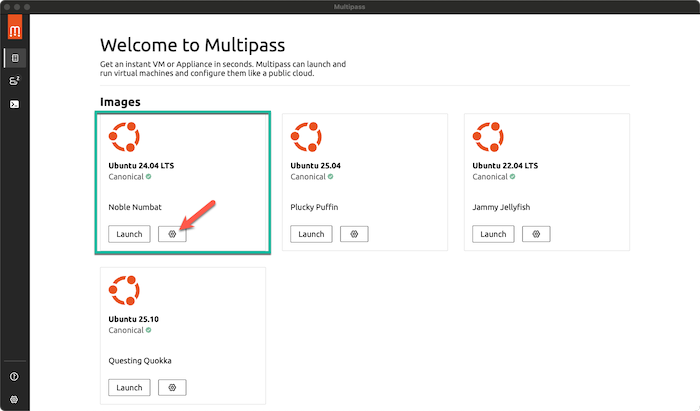 Multipass
Welcome to Multipass
Get an instant VM or Appliance in seconds. Multipass can launch and
run virtual machines and configure them like a public cloud.
Images
Ubuntu 24.04 LTS
Canonical
Noble Numbat
Launch
Ubuntu 25.04
Canonical
Plucky Puffin
Launch
Ubuntu 22.04 LTS
Canonical
Jammy Jellyfish
Launch
Ubuntu 25.10
Canonical
Questing Quokka
Launch